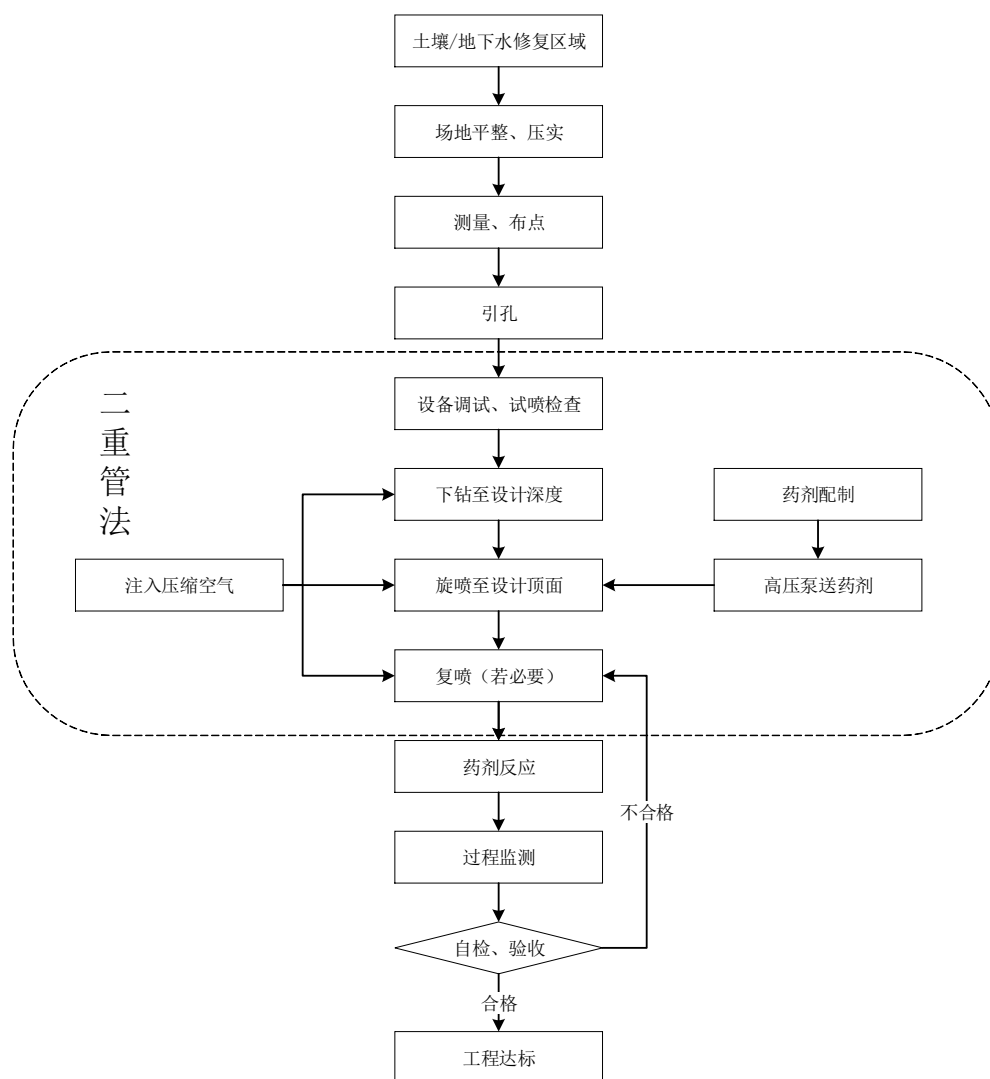 土壤/地下水修复区域
场地平整、压实
测量、布点
引孔
二重管法
设备调试、试喷检查
下钻至设计深度
药剂配制
注入压缩空气
旋喷至设计顶面
高压泵送药剂
复喷（若必要）
药剂反应
不合格
过程监测
自检、验收
合格
工程达标